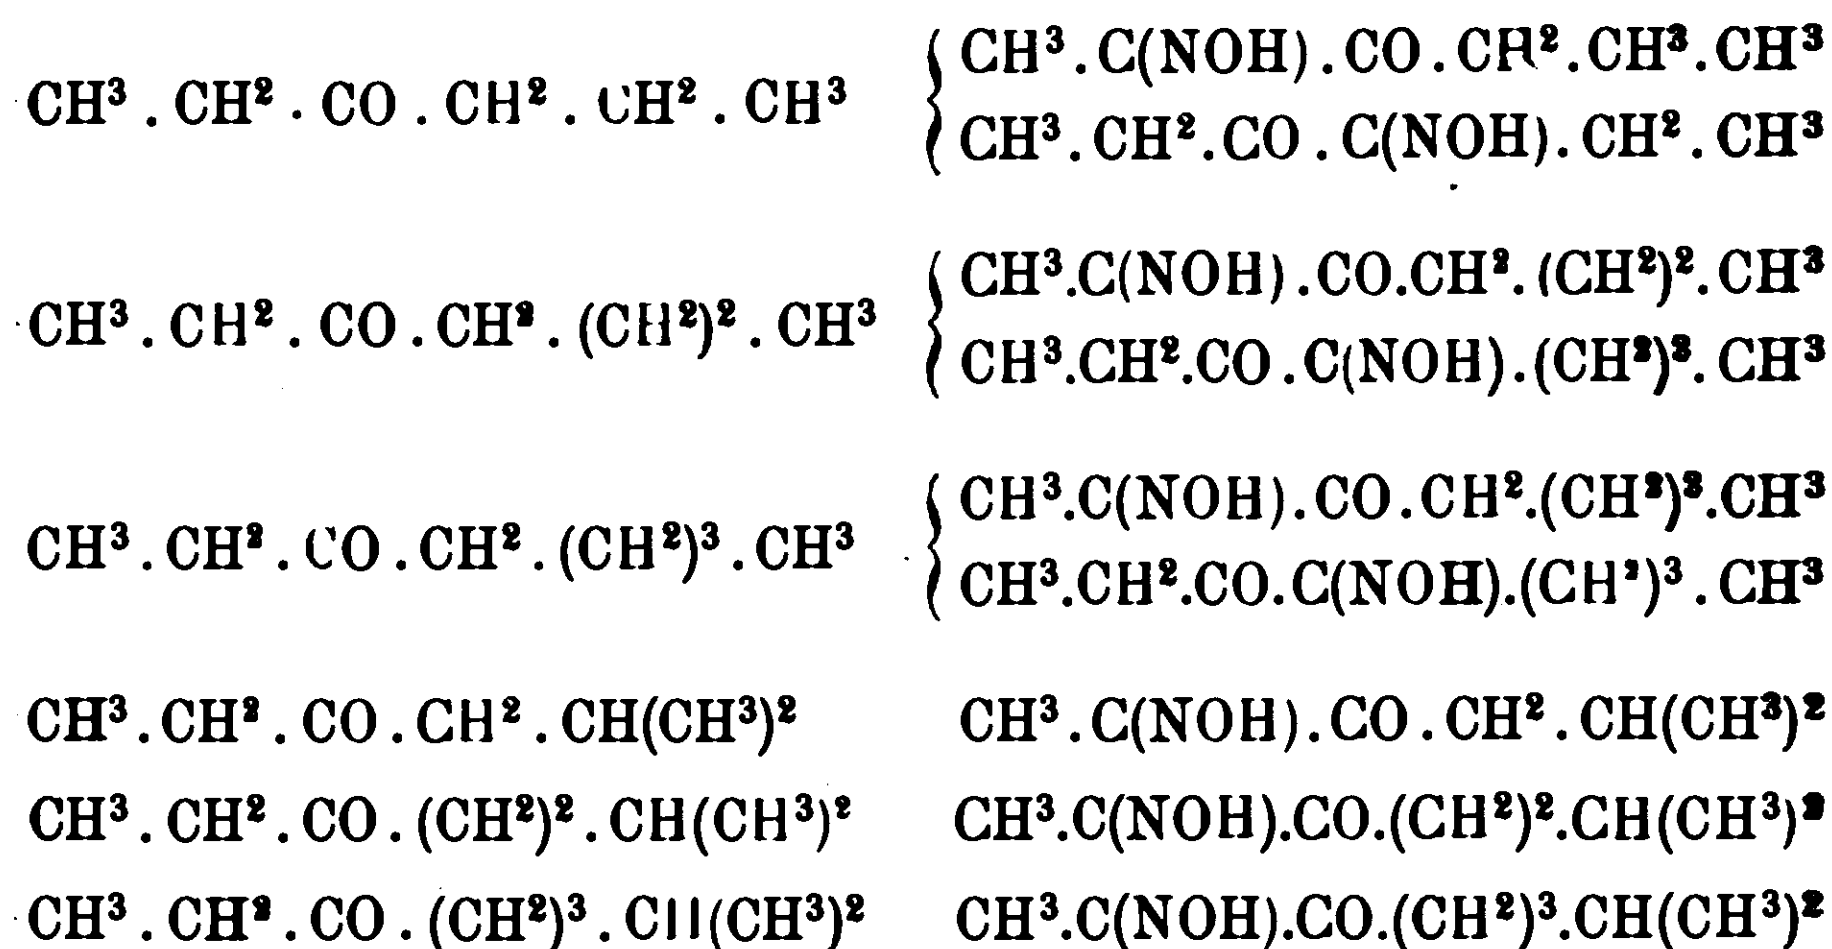 CH³.CH².CO.CH².CH².CH³ { CH³.C(NOH).CO.CH².CH³.CH³
CH³.CH².CO.C(NOH).CH².CH³
CH³.CH².CO.CH².(CH²)².CH³ { CH³.C(NOH).CO.CH².(CH²)².CH³
CH³.CH².CO.C(NOH).(CH²)².CH³
CH³.CH².CO.CH².(CH²)³.CH³ { CH³.C(NOH).CO.CH².(CH²)³.CH³
CH³.CH².CO.C(NOH).(CH²)³.CH³
CH³.CH².CO.CH².CH(CH³)² CH³.C(NOH).CO.CH².CH(CH³)²
CH³.CH².CO.(CH²)².CH(CH³)² CH³.C(NOH).CO.(CH²)².CH(CH³)²
CH³.CH².CO.(CH²)³.CH(CH³)² CH³.C(NOH).CO.(CH²)³.CH(CH³)²